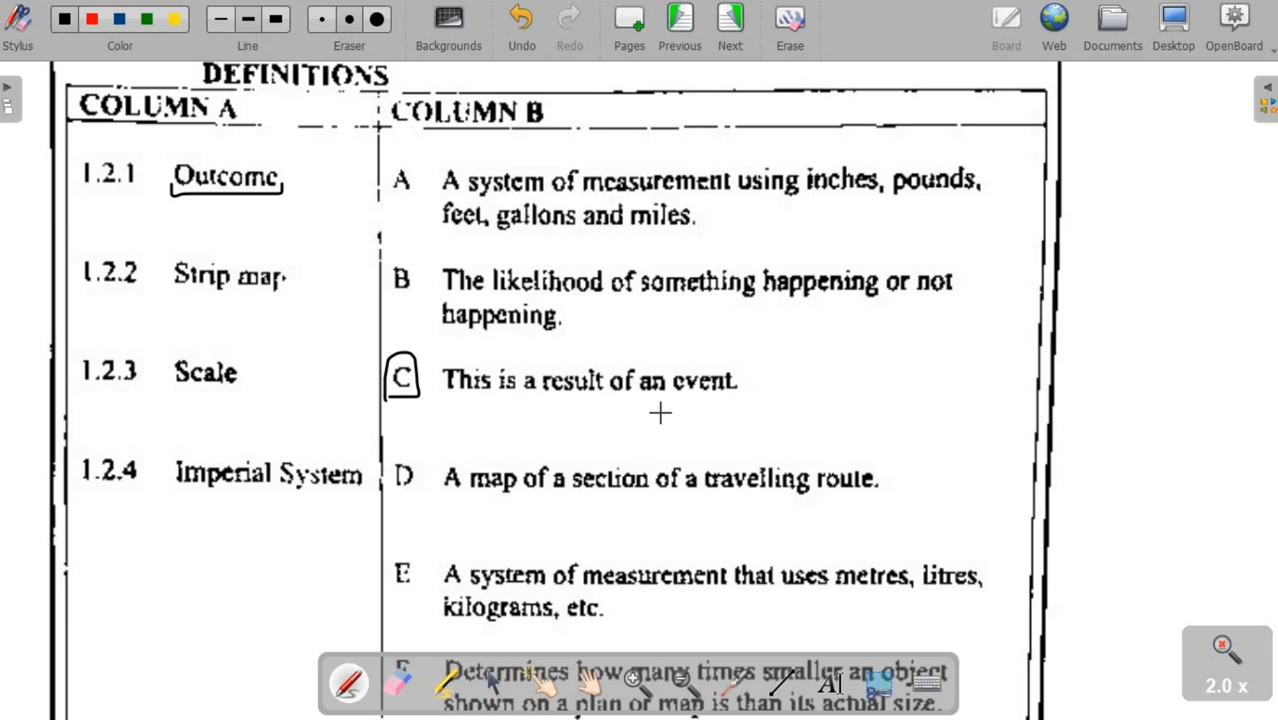 Stylus
Color
Line
Eraser
Backgrounds
Undo
Redo
Pages
Previous
Next
Erase
Board
Web
Documents
Desktop
OpenBoard
DEFINITIONS
COLUMN A
COLUMN B
1.2.1 Outcome
A A system of measurement using inches, pounds,
feet, gallons and miles.
1.2.2 Strip map
B The likelihood of something happening or not
happening.
1.2.3 Scale
C This is a result of an event.
1.2.4 Imperial System
D A map of a section of a travelling route.
E A system of measurement that uses metres, litres,
kilograms, etc.
F Determines how many times smaller an object
shown on a plan or map is than its actual size.
2.0 x